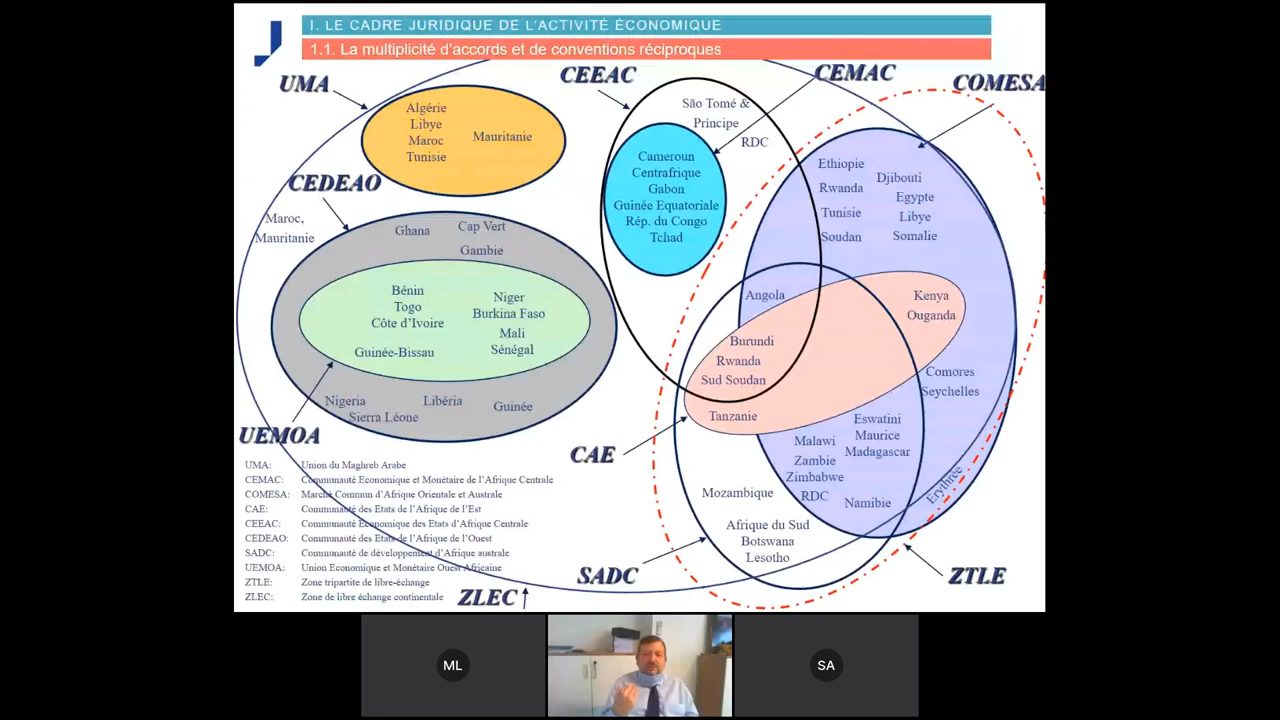 I. LE CADRE JURIDIQUE DE L'ACTIVITÉ ÉCONOMIQUE
1.1. La multiplicité d'accords et de conventions réciproques
UMA
CEEAC
CEMAC
COMESA
Algérie
Libye
Maroc
Tunisie
Mauritanie
São Tomé &
Principe
RDC
Cameroun
Centrafrique
Gabon
Guinée Equatoriale
Rép. du Congo
Tchad
Ethiopie
Rwanda
Tunisie
Soudan
Djibouti
Egypte
Libye
Somalie
CEDEAO
Maroc,
Mauritanie
Ghana
Cap Vert
Gambie
Bénin
Togo
Côte d'Ivoire
Guinée-Bissau
Niger
Burkina Faso
Mali
Sénégal
Nigeria
Sierra Léone
Libéria
Guinée
UEMOA
Angola
Burundi
Rwanda
Sud Soudan
Tanzanie
Kenya
Ouganda
Comores
Seychelles
CAE
Eswatini
Maurice
Madagascar
Malawi
Zambie
Zimbabwe
RDC
Namibie
Erythrée
Mozambique
Afrique du Sud
Botswana
Lesotho
SADC
ZTLE
UMA: Union du Maghreb Arabe
CEMAC: Communauté Economique et Monétaire de l'Afrique Centrale
COMESA: Marché Commun d'Afrique Orientale et Australe
CAE: Communauté des Etats de l'Afrique de l'Est
CEEAC: Communauté Économique des Etats d'Afrique Centrale
CEDEAO: Communauté des Etats de l'Afrique de l'Ouest
SADC: Communauté de développement d'Afrique australe
UEMOA: Union Economique et Monétaire Ouest Africaine
ZTLE: Zone tripartite de libre-échange
ZLEC: Zone de libre échange continentale
ZLEC
ML
SA